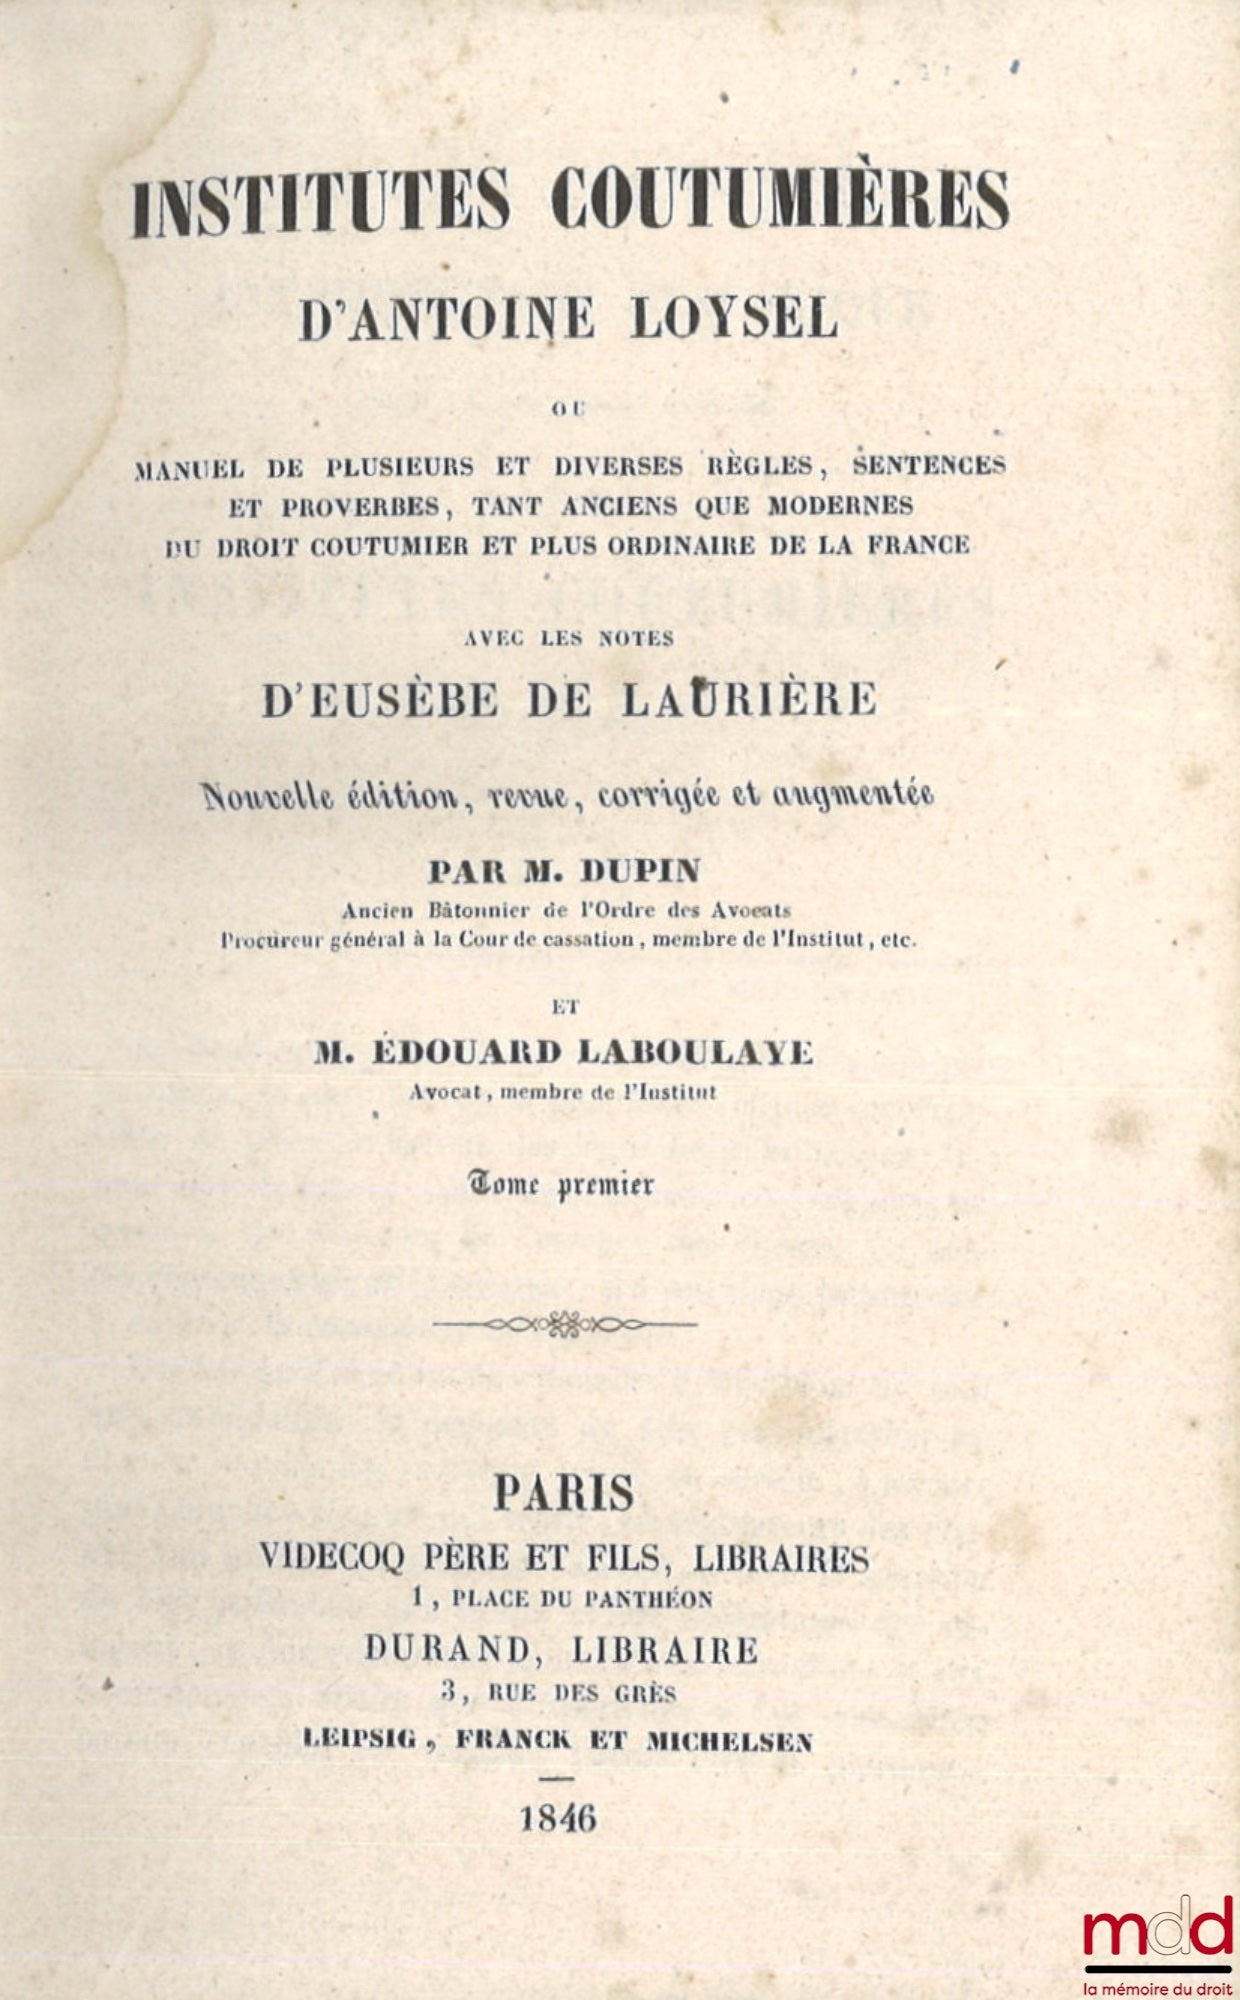 INSTITUTES COUTUMIÈRES
D'ANTOINE LOYSEL
OU
MANUEL DE PLUSIEURS ET DIVERSES RÈGLES, SENTENCES
ET PROVERBES, TANT ANCIENS QUE MODERNES
DU DROIT COUTUMIER ET PLUS ORDINAIRE DE LA FRANCE
AVEC LES NOTES
D'EUSÈBE DE LAURIÈRE
Nouvelle édition, revue, corrigée et augmentée
PAR M. DUPIN
Ancien Bâtonnier de l'Ordre des Avocats
Procureur général à la Cour de cassation, membre de l'Institut, etc.
ET
M. ÉDOUARD LABOULAYE
Avocat, membre de l'Institut
Tome premier
PARIS
VIDECOQ PÈRE ET FILS, LIBRAIRES
1, PLACE DU PANTHÉON
DURAND, LIBRAIRE
3, RUE DES GRÈS
LEIPSIG, FRANCK ET MICHELSEN
1846
mdd
la mémoire du droit